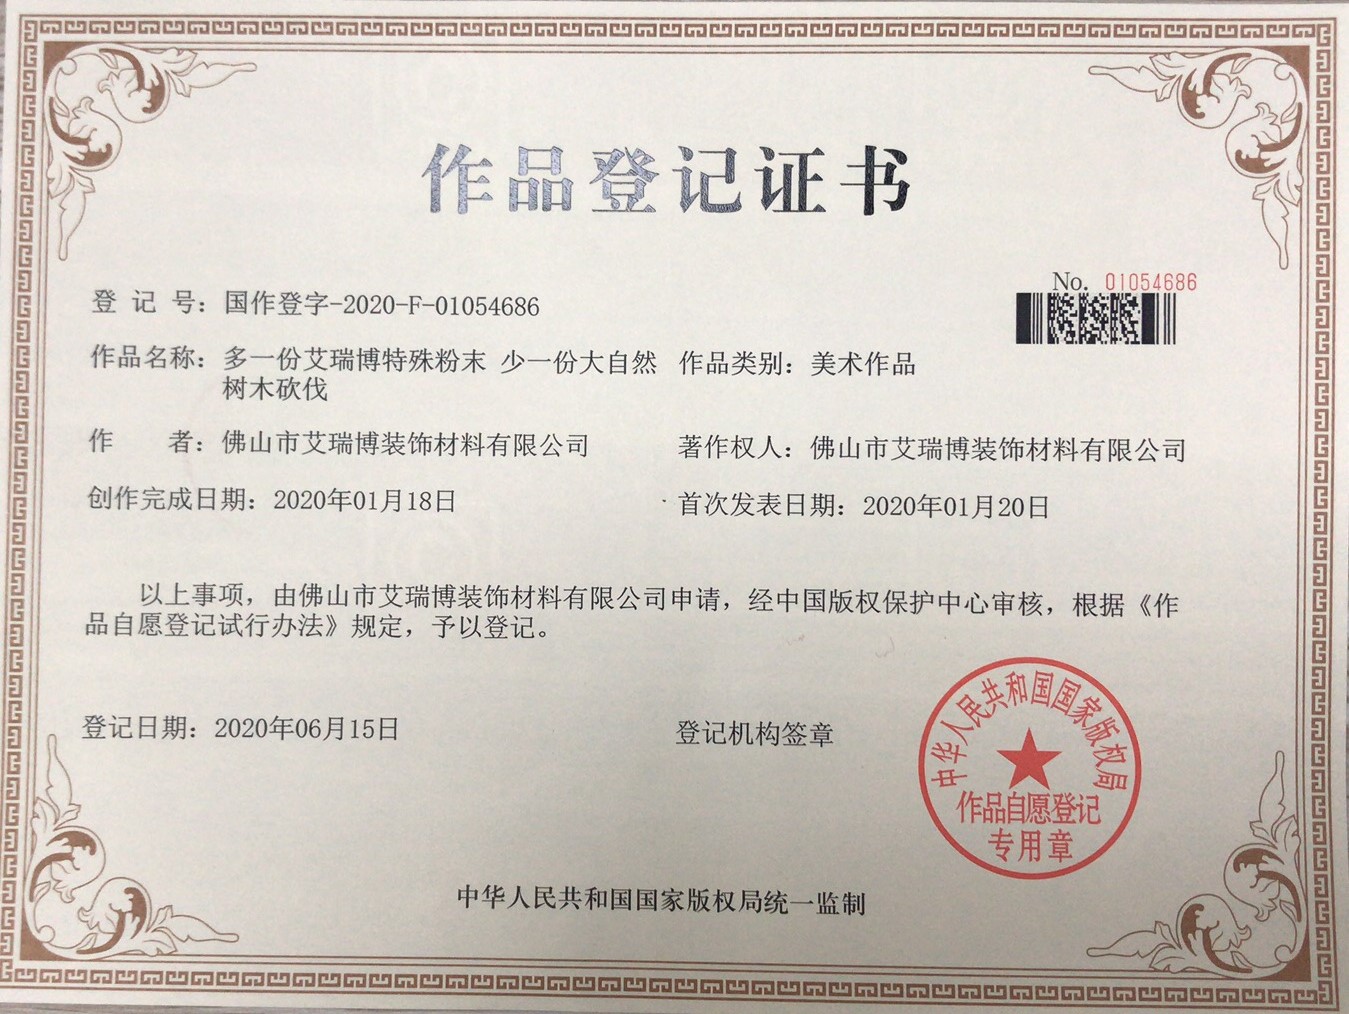 作品登记证书
No. 01054686
登 记 号：国作登字-2020-F-01054686
作品名称：多一份艾瑞博特殊粉末 少一份大自然 作品类别：美术作品
树木砍伐
作 者：佛山市艾瑞博装饰材料有限公司 著作权人：佛山市艾瑞博装饰材料有限公司
创作完成日期：2020年01月18日 首次发表日期：2020年01月20日
以上事项，由佛山市艾瑞博装饰材料有限公司申请，经中国版权保护中心审核，根据《作
品自愿登记试行办法》规定，予以登记。
登记日期：2020年06月15日 登记机构签章
中华人民共和国国家版权局
作品自愿登记
专用章
中华人民共和国国家版权局统一监制